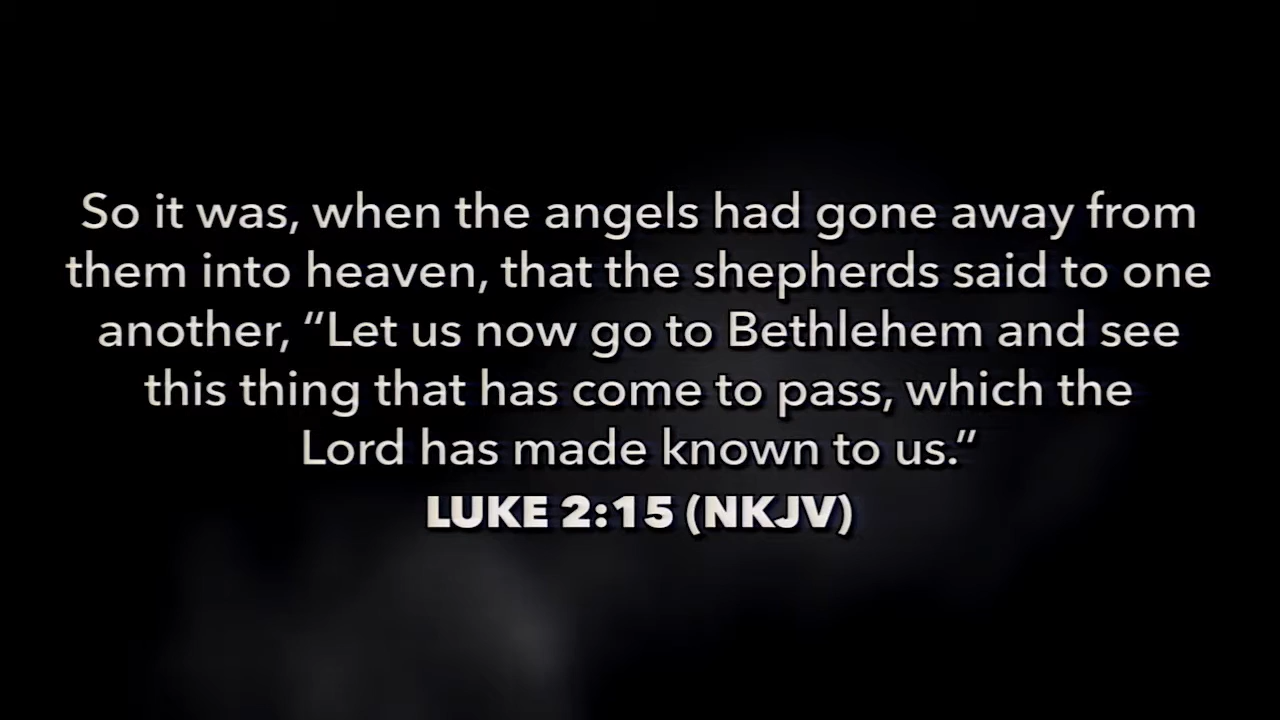 So it was, when the angels had gone away from
them into heaven, that the shepherds said to one
another, “Let us now go to Bethlehem and see
this thing that has come to pass, which the
Lord has made known to us.”
LUKE 2:15 (NKJV)